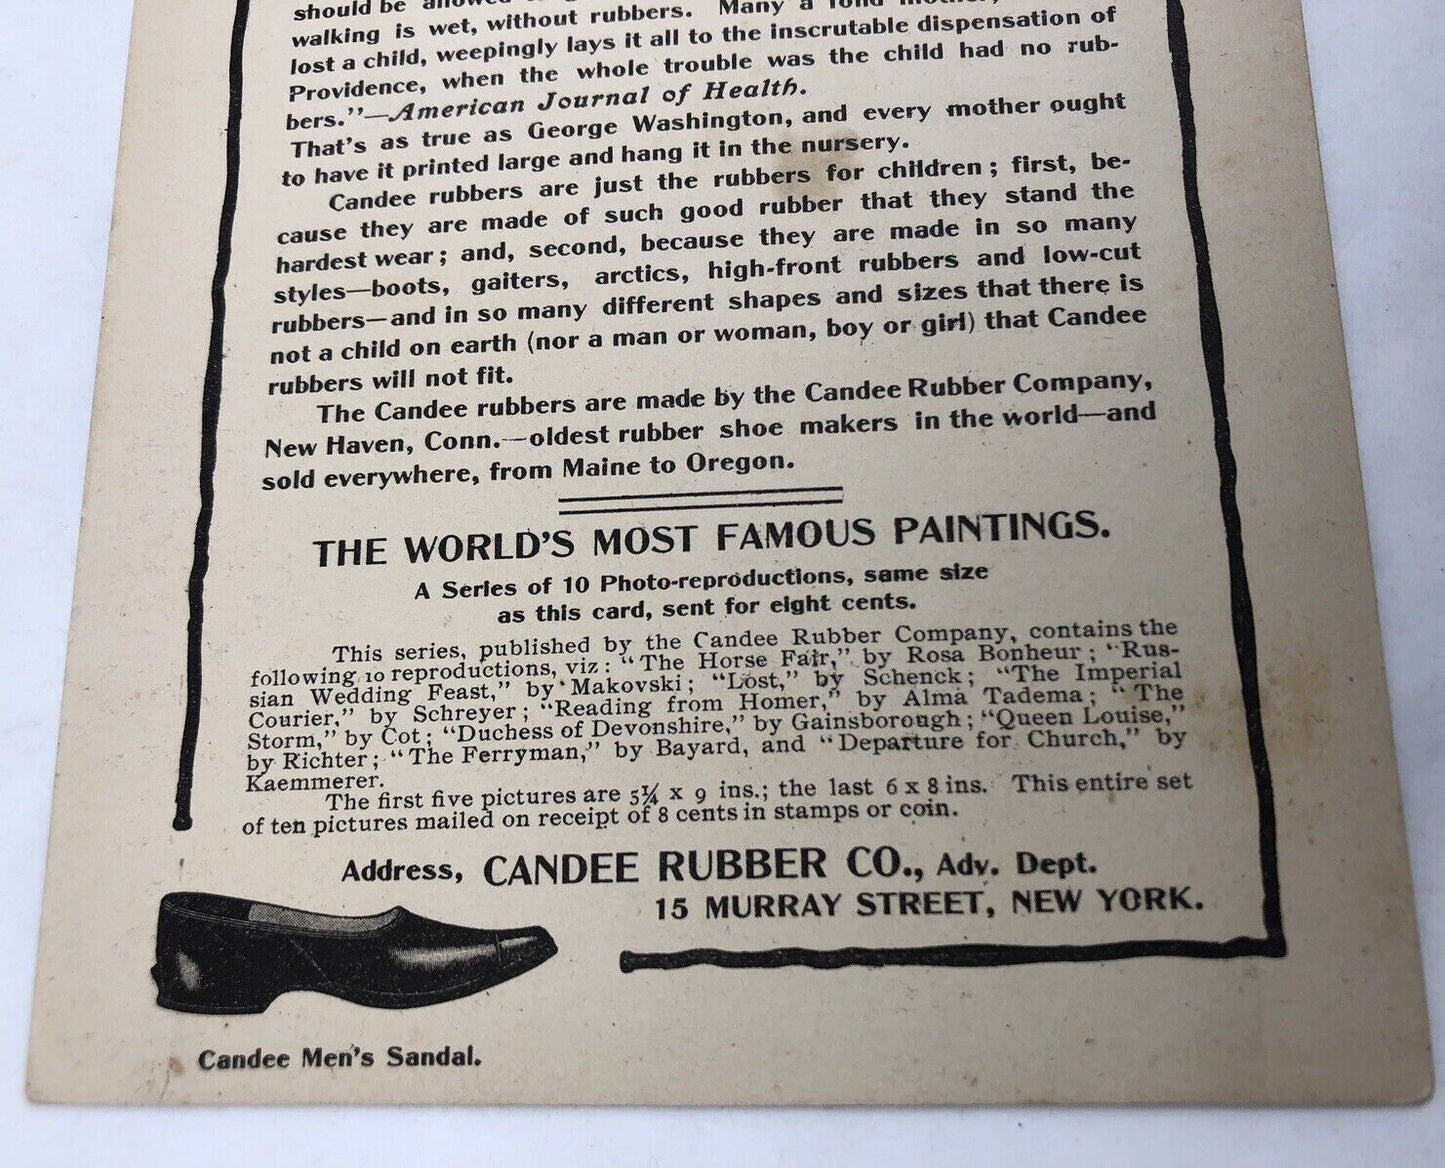 should be
walking is wet, without rubbers. Many a fond mother,
lost a child, weepingly lays it all to the inscrutable dispensation of
Providence, when the whole trouble was the child had no rub-
bers."—American Journal of Health.
That's as true as George Washington, and every mother ought
to have it printed large and hang it in the nursery.
Candee rubbers are just the rubbers for children; first, be-
cause they are made of such good rubber that they stand the
hardest wear; and, second, because they are made in so many
styles—boots, gaiters, arctics, high-front rubbers and low-cut
rubbers—and in so many different shapes and sizes that there is
not a child on earth (nor a man or woman, boy or girl) that Candee
rubbers will not fit.
The Candee rubbers are made by the Candee Rubber Company,
New Haven, Conn.—oldest rubber shoe makers in the world—and
sold everywhere, from Maine to Oregon.
THE WORLD'S MOST FAMOUS PAINTINGS.
A Series of 10 Photo-reproductions, same size
as this card, sent for eight cents.
This series, published by the Candee Rubber Company, contains the
following 10 reproductions, viz: "The Horse Fair," by Rosa Bonheur; "Rus-
sian Wedding Feast," by Makovski; "Lost," by Schenck; "The Imperial
Courier," by Schreyer; "Reading from Homer," by Alma Tadema; "The
Storm," by Cot; "Duchess of Devonshire," by Gainsborough; "Queen Louise,"
by Richter; "The Ferryman," by Bayard, and "Departure for Church," by
Kaemmerer.
The first five pictures are 5¼ x 9 ins.; the last 6 x 8 ins. This entire set
of ten pictures mailed on receipt of 8 cents in stamps or coin.
Address, CANDEE RUBBER CO., Adv. Dept.
15 MURRAY STREET, NEW YORK.
Candee Men's Sandal.